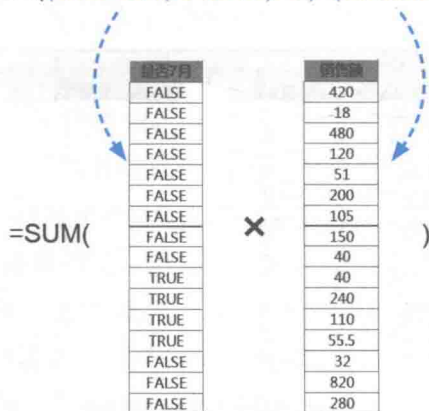 是否7月 销售额
FALSE 420
FALSE 18
FALSE 480
FALSE 120
FALSE 51
FALSE 200
FALSE 105
=SUM( FALSE × 150 )
FALSE 40
TRUE 40
TRUE 240
TRUE 110
TRUE 55.5
FALSE 32
FALSE 820
FALSE 280